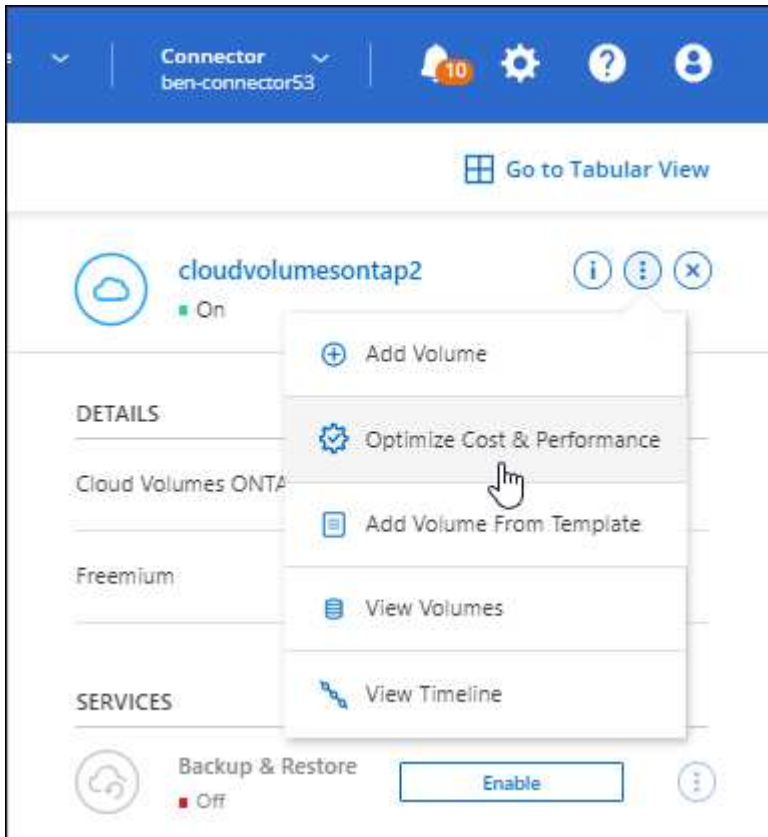 Connector
ben-connector53
10
Go to Tabular View
cloudvolumesontap2
On
Add Volume
DETAILS
Optimize Cost & Performance
Cloud Volumes ONTA
Add Volume From Template
Freemium
View Volumes
View Timeline
SERVICES
Backup & Restore
Off
Enable